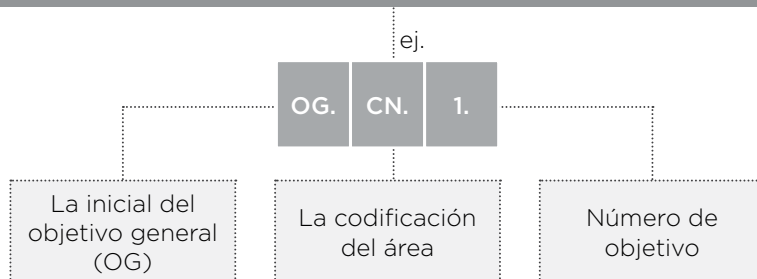 ej.
OG. CN. 1.
La inicial del
objetivo general
(OG)
La codificación
del área
Número de
objetivo